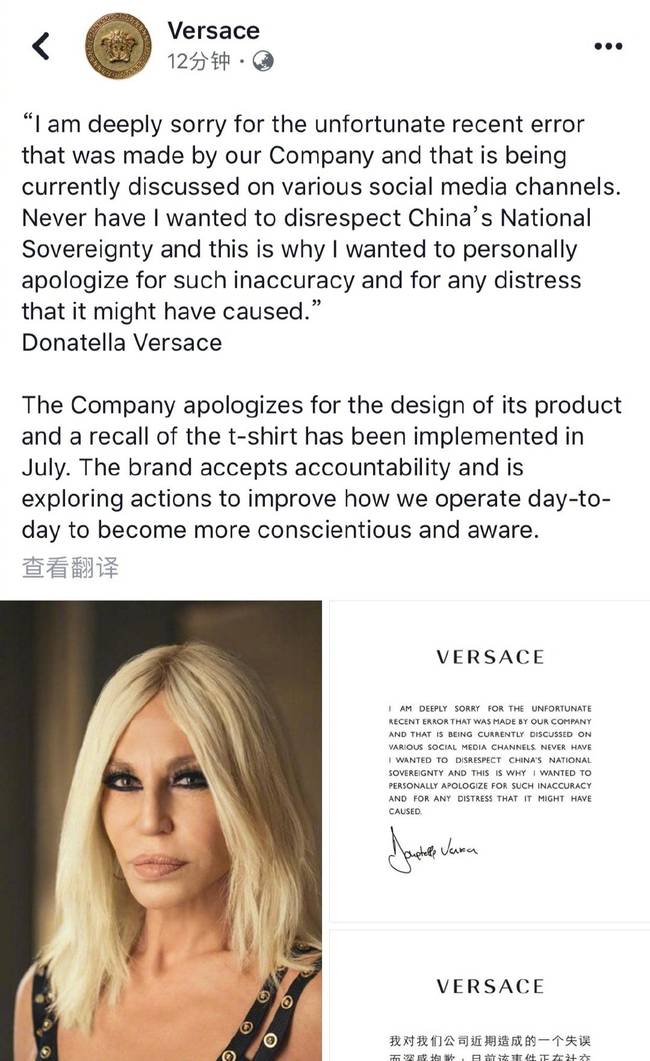 Versace
12分钟 ·
“I am deeply sorry for the unfortunate recent error
that was made by our Company and that is being
currently discussed on various social media channels.
Never have I wanted to disrespect China’s National
Sovereignty and this is why I wanted to personally
apologize for such inaccuracy and for any distress
that it might have caused.”
Donatella Versace
The Company apologizes for the design of its product
and a recall of the t-shirt has been implemented in
July. The brand accepts accountability and is
exploring actions to improve how we operate day-to-
day to become more conscientious and aware.
查看翻译
VERSACE
I AM DEEPLY SORRY FOR THE UNFORTUNATE
RECENT ERROR THAT WAS MADE BY OUR COMPANY
AND THAT IS BEING CURRENTLY DISCUSSED ON
VARIOUS SOCIAL MEDIA CHANNELS. NEVER HAVE
I WANTED TO DISRESPECT CHINA'S NATIONAL
SOVEREIGNTY AND THIS IS WHY I WANTED TO
PERSONALLY APOLOGIZE FOR SUCH INACCURACY
AND FOR ANY DISTRESS THAT IT MIGHT HAVE
CAUSED.
Donatella Versace
VERSACE
我对我们公司近期造成的一个失误
而深感抱歉，目前该事件正在社交